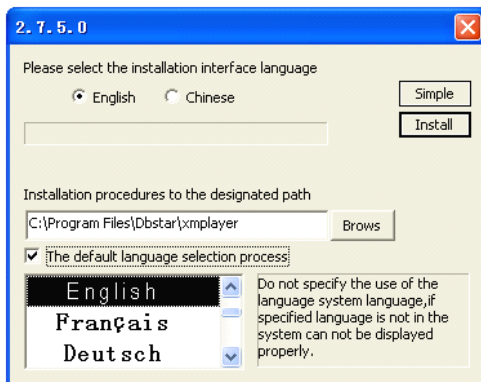 2.7.5.0
Please select the installation interface language
English
Chinese
Simple
Install
Installation procedures to the designated path
C:\Program Files\Dbstar\xmplayer
Brows
The default language selection process
English
Français
Deutsch
Do not specify the use of the
language system language,if
specified language is not in the
system can not be displayed
properly.